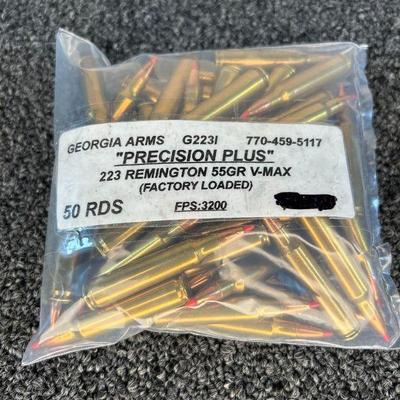 GEORGIA ARMS G223I 770-459-5117
"PRECISION PLUS"
223 REMINGTON 55GR V-MAX
(FACTORY LOADED)
50 RDS FPS:3200